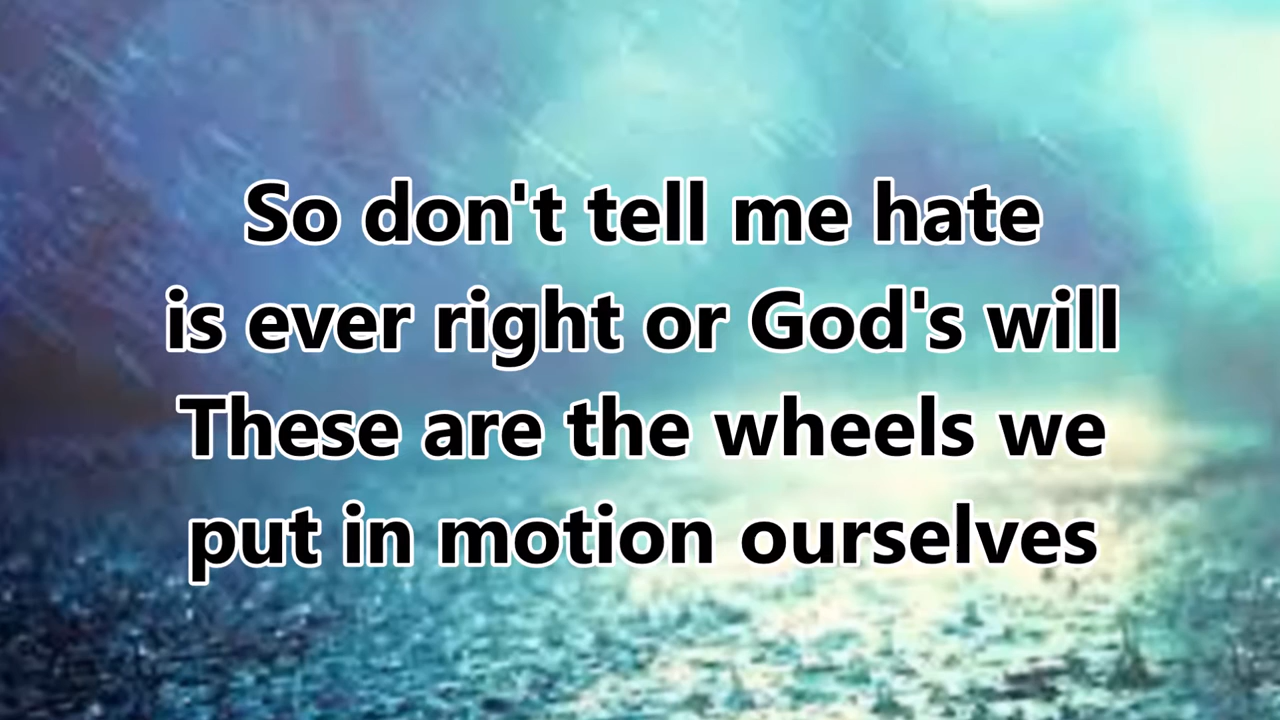 So don't tell me hate
is ever right or God's will
These are the wheels we
put in motion ourselves